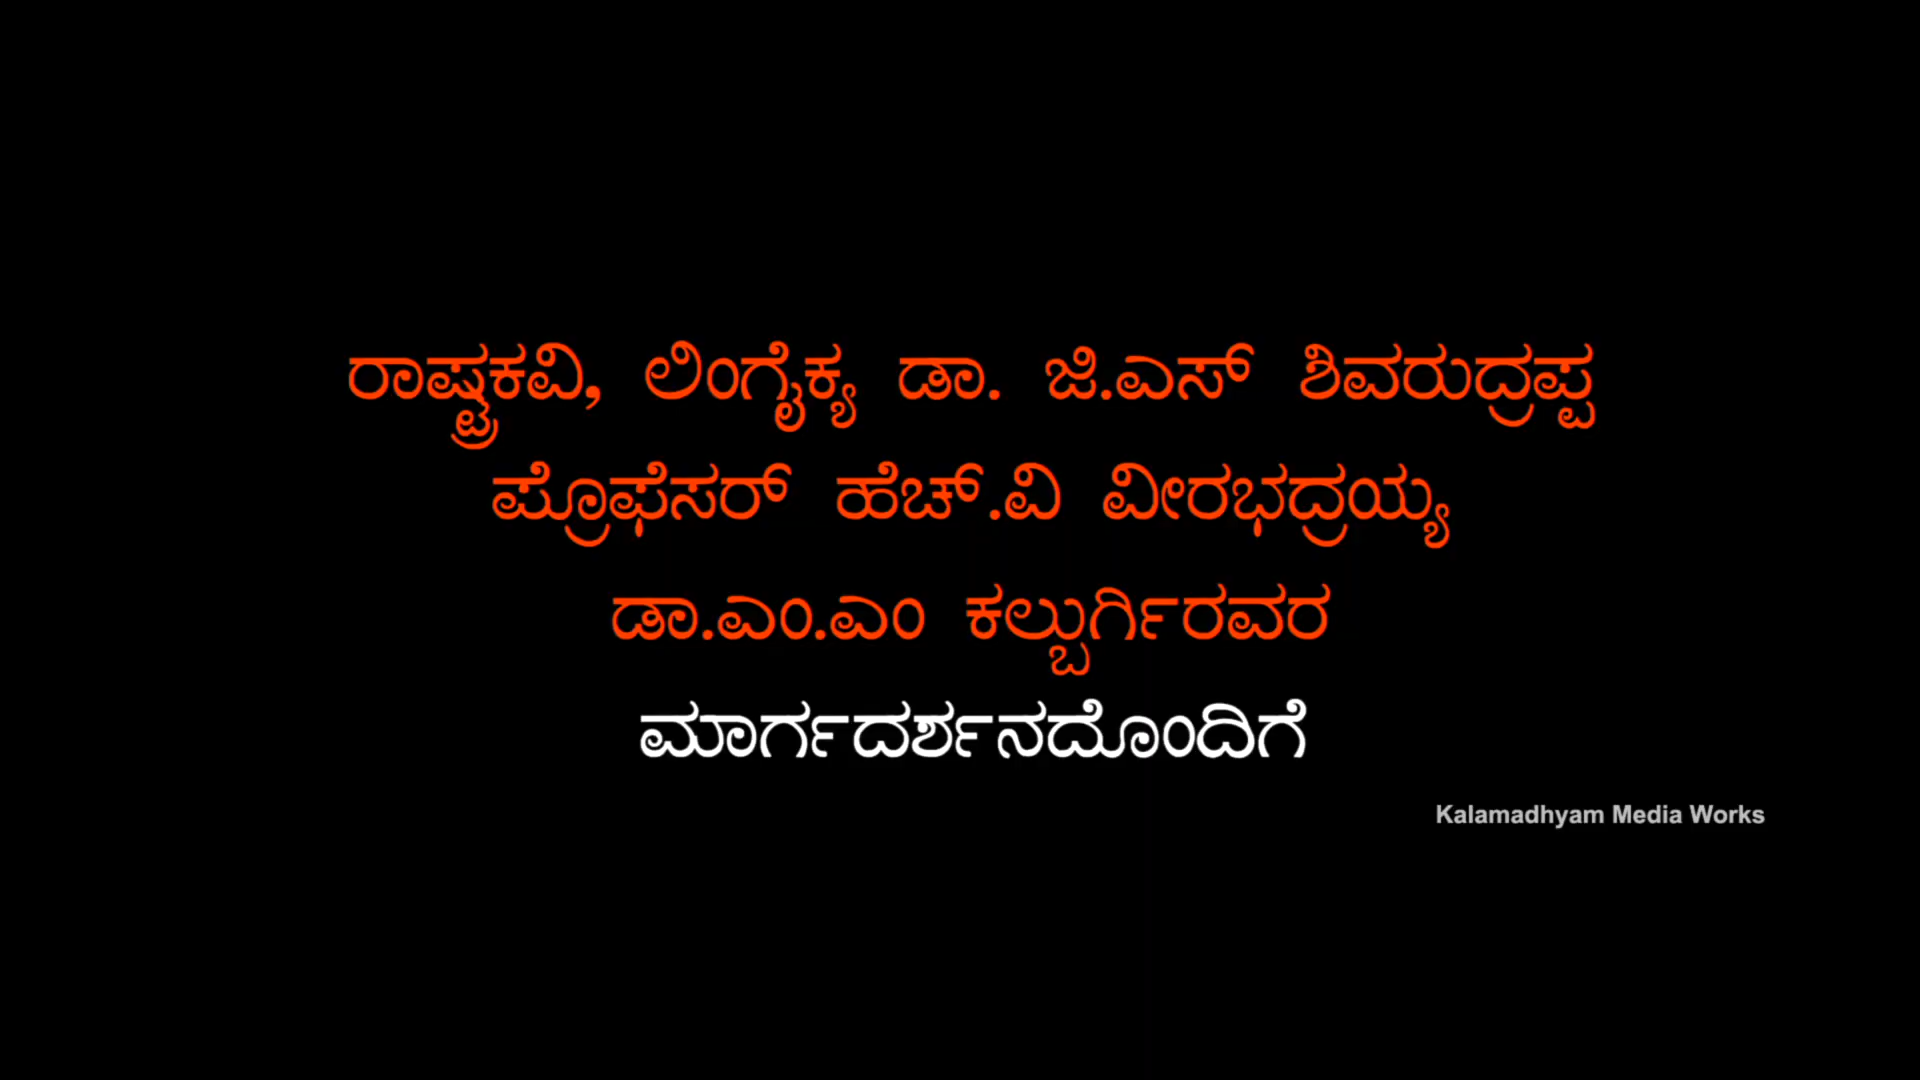 ರಾಷ್ಟ್ರಕವಿ, ಲಿಂಗೈಕ್ಯ ಡಾ. ಜಿ.ಎಸ್ ಶಿವರುದ್ರಪ್ಪ
ಪ್ರೊಫೆಸರ್ ಹೆಚ್.ವಿ ವೀರಭದ್ರಯ್ಯ
ಡಾ.ಎಂ.ಎಂ ಕಲ್ಬುರ್ಗಿರವರ
ಮಾರ್ಗದರ್ಶನದೊಂದಿಗೆ
Kalamadhyam Media Works